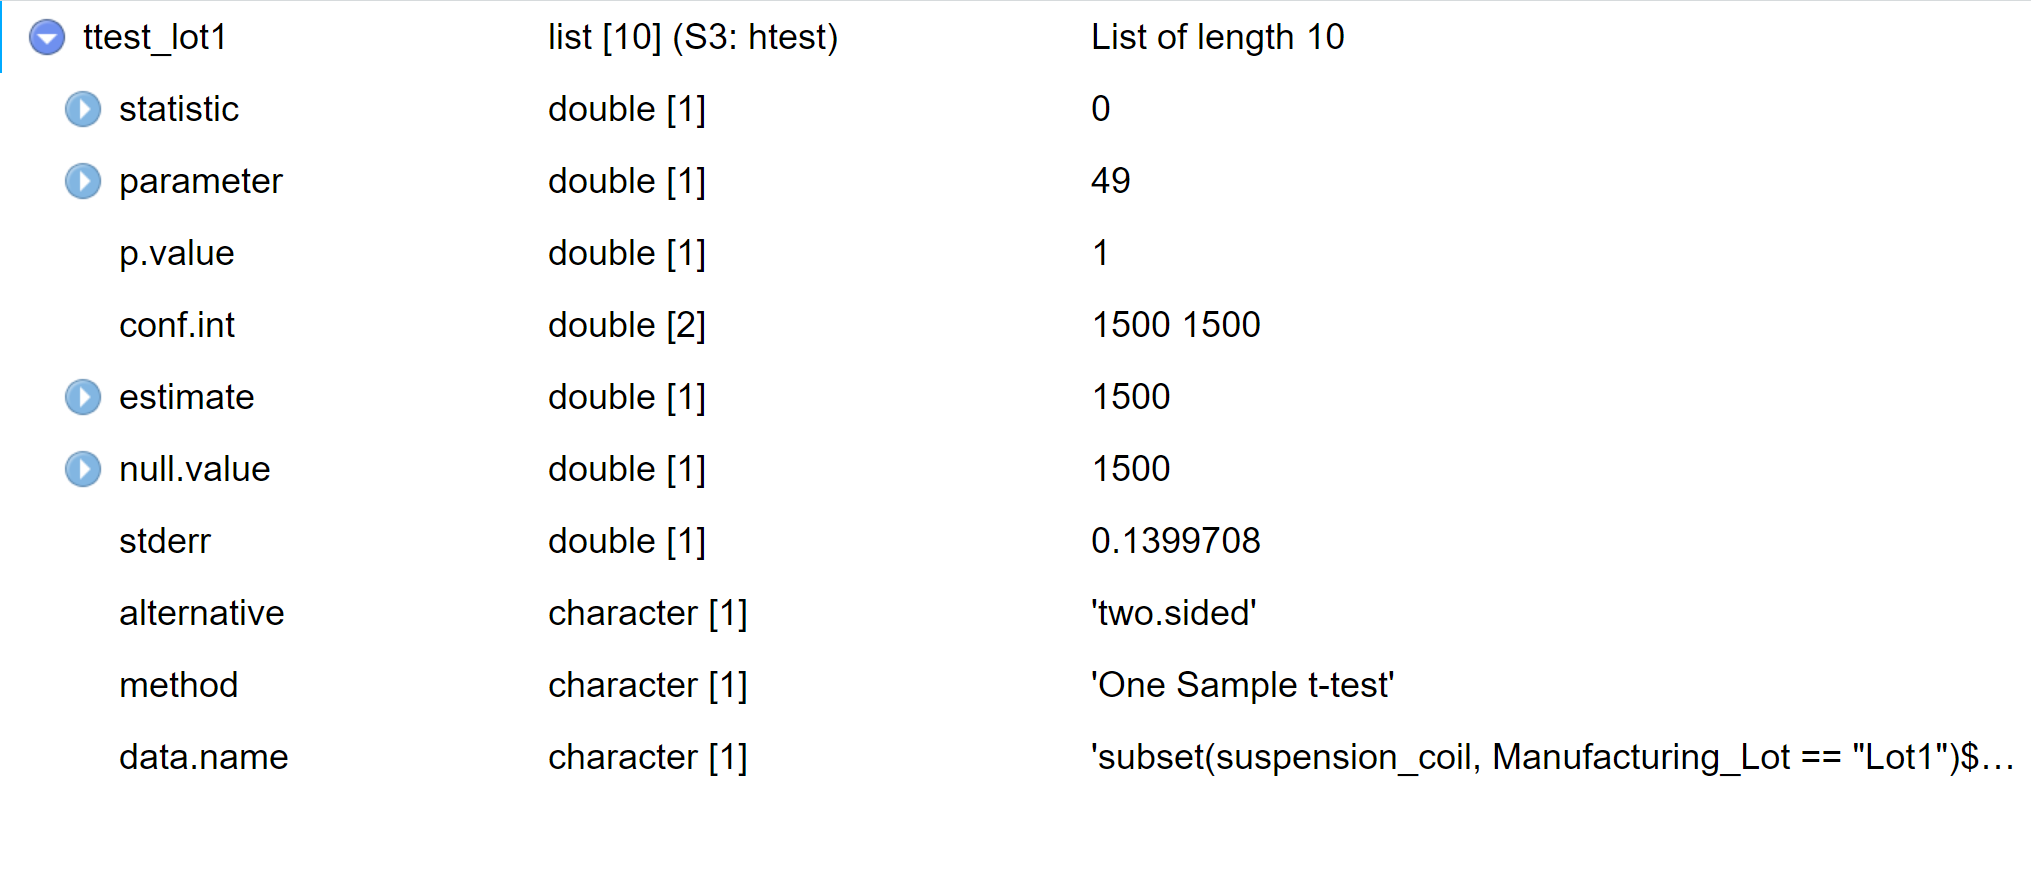 ttest_lot1 list [10] (S3: htest) List of length 10
statistic double [1] 0
parameter double [1] 49
p.value double [1] 1
conf.int double [2] 1500 1500
estimate double [1] 1500
null.value double [1] 1500
stderr double [1] 0.1399708
alternative character [1] 'two.sided'
method character [1] 'One Sample t-test'
data.name character [1] 'subset(suspension_coil, Manufacturing_Lot == "Lot1")$…